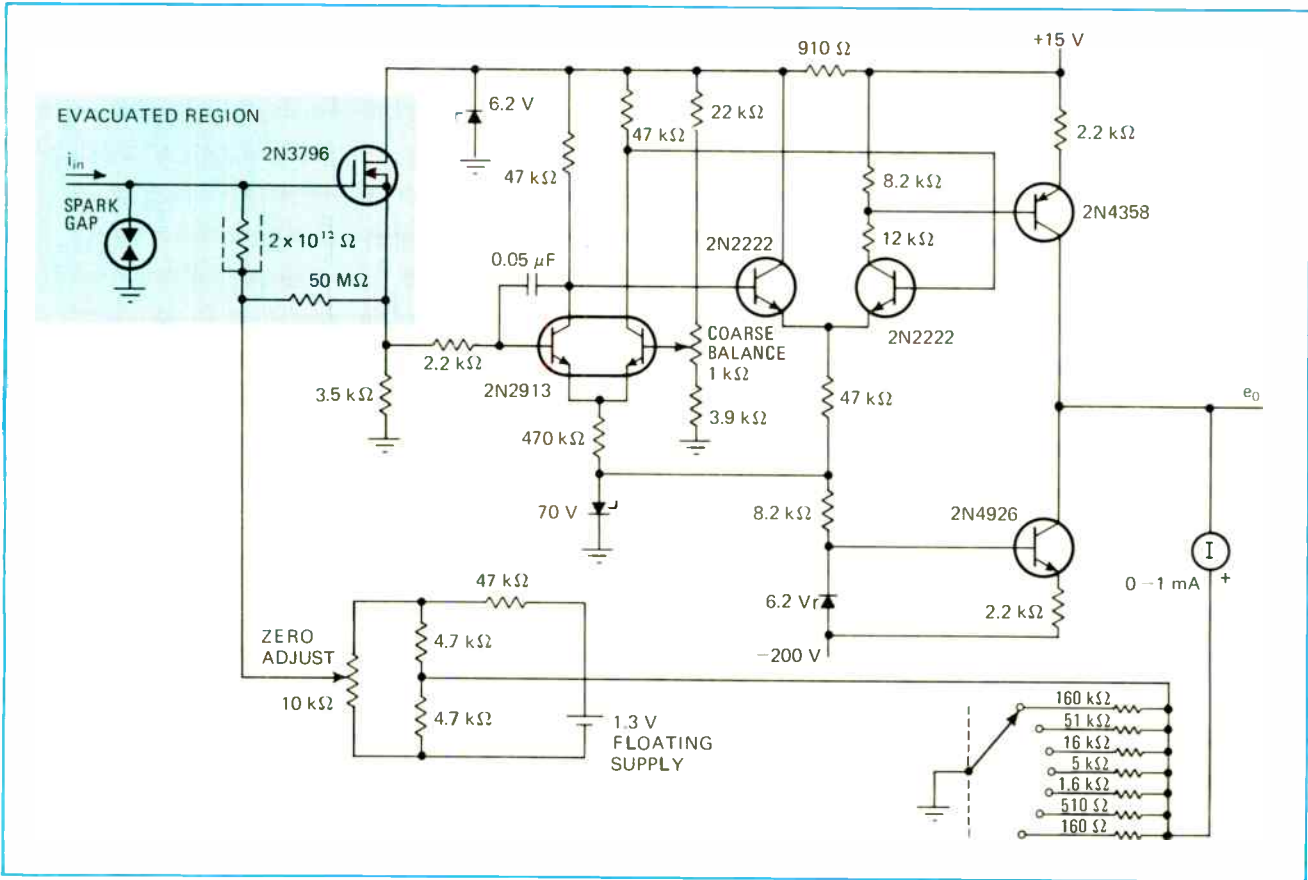 910 Ω
+15 V
EVACUATED REGION
6.2 V
22 kΩ
2.2 kΩ
2N3796
47 kΩ
i_in
47 kΩ
8.2 kΩ
SPARK
GAP
2N4358
2 x 10¹² Ω
2N2222
12 kΩ
0.05 μF
50 MΩ
COARSE
BALANCE
1 kΩ
2N2222
2.2 kΩ
2N2913
3.5 kΩ
3.9 kΩ
47 kΩ
e₀
470 kΩ
8.2 kΩ
2N4926
70 V
I
0–1 mA
+
47 kΩ
6.2 V
2.2 kΩ
ZERO
ADJUST
4.7 kΩ
−200 V
10 kΩ
4.7 kΩ
1.3 V
FLOATING
SUPPLY
160 kΩ
51 kΩ
16 kΩ
5 kΩ
1.6 kΩ
510 Ω
160 Ω